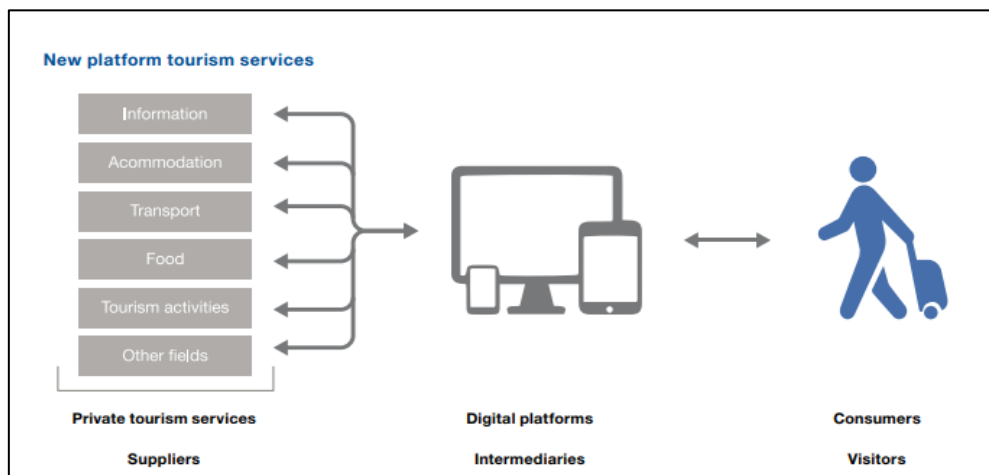 New platform tourism services
Information
Acommodation
Transport
Food
Tourism activities
Other fields
Private tourism services
Digital platforms
Consumers
Suppliers
Intermediaries
Visitors